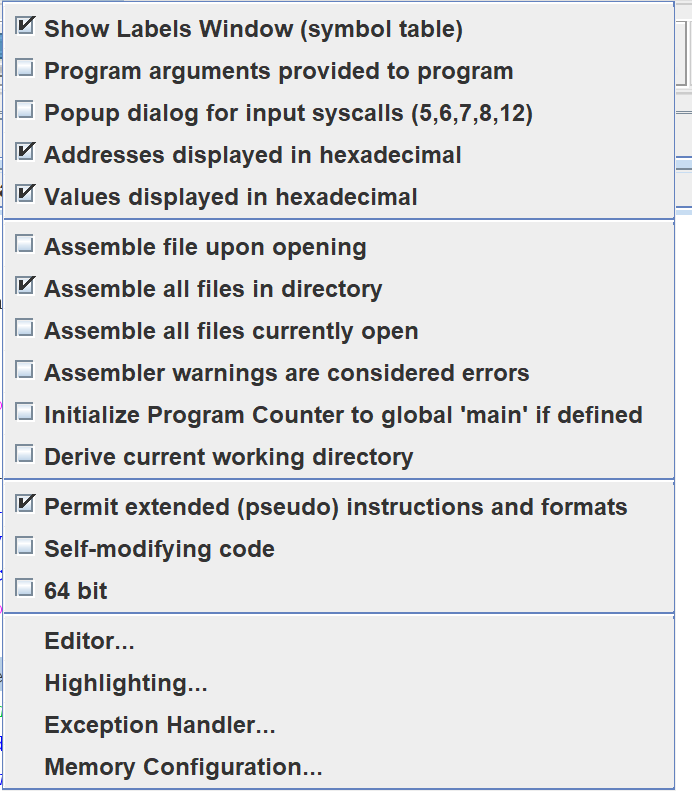 Show Labels Window (symbol table)
Program arguments provided to program
Popup dialog for input syscalls (5,6,7,8,12)
Addresses displayed in hexadecimal
Values displayed in hexadecimal
Assemble file upon opening
Assemble all files in directory
Assemble all files currently open
Assembler warnings are considered errors
Initialize Program Counter to global 'main' if defined
Derive current working directory
Permit extended (pseudo) instructions and formats
Self-modifying code
64 bit
Editor...
Highlighting...
Exception Handler...
Memory Configuration...